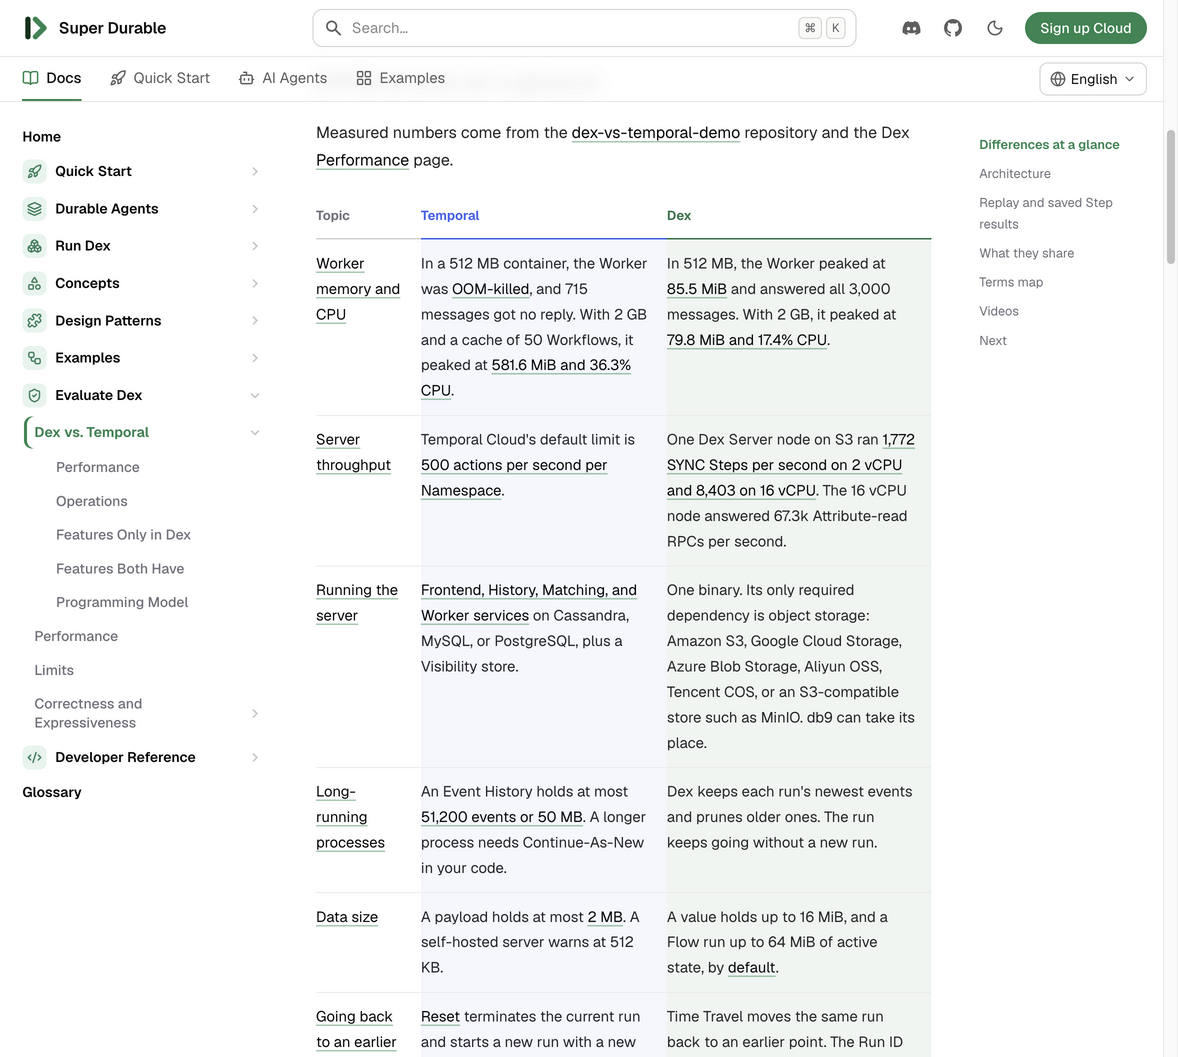 Super Durable
Search...
⌘ K
Sign up Cloud
Docs
Quick Start
AI Agents
Examples
English
Home
Quick Start
Durable Agents
Run Dex
Concepts
Design Patterns
Examples
Evaluate Dex
Dex vs. Temporal
Performance
Operations
Features Only in Dex
Features Both Have
Programming Model
Performance
Limits
Correctness and
Expressiveness
Developer Reference
Glossary
Measured numbers come from the dex-vs-temporal-demo repository and the Dex
Performance page.
Topic
Temporal
Dex
Worker
memory and
CPU
In a 512 MB container, the Worker
was OOM-killed, and 715
messages got no reply. With 2 GB
and a cache of 50 Workflows, it
peaked at 581.6 MiB and 36.3%
CPU.
In 512 MB, the Worker peaked at
85.5 MiB and answered all 3,000
messages. With 2 GB, it peaked at
79.8 MiB and 17.4% CPU.
Server
throughput
Temporal Cloud's default limit is
500 actions per second per
Namespace.
One Dex Server node on S3 ran 1,772
SYNC Steps per second on 2 vCPU
and 8,403 on 16 vCPU. The 16 vCPU
node answered 67.3k Attribute-read
RPCs per second.
Running the
server
Frontend, History, Matching, and
Worker services on Cassandra,
MySQL, or PostgreSQL, plus a
Visibility store.
One binary. Its only required
dependency is object storage:
Amazon S3, Google Cloud Storage,
Azure Blob Storage, Aliyun OSS,
Tencent COS, or an S3-compatible
store such as MinIO. db9 can take its
place.
Long-
running
processes
An Event History holds at most
51,200 events or 50 MB. A longer
process needs Continue-As-New
in your code.
Dex keeps each run's newest events
and prunes older ones. The run
keeps going without a new run.
Data size
A payload holds at most 2 MB. A
self-hosted server warns at 512
KB.
A value holds up to 16 MiB, and a
Flow run up to 64 MiB of active
state, by default.
Going back
to an earlier
Reset terminates the current run
and starts a new run with a new
Time Travel moves the same run
back to an earlier point. The Run ID
Differences at a glance
Architecture
Replay and saved Step
results
What they share
Terms map
Videos
Next